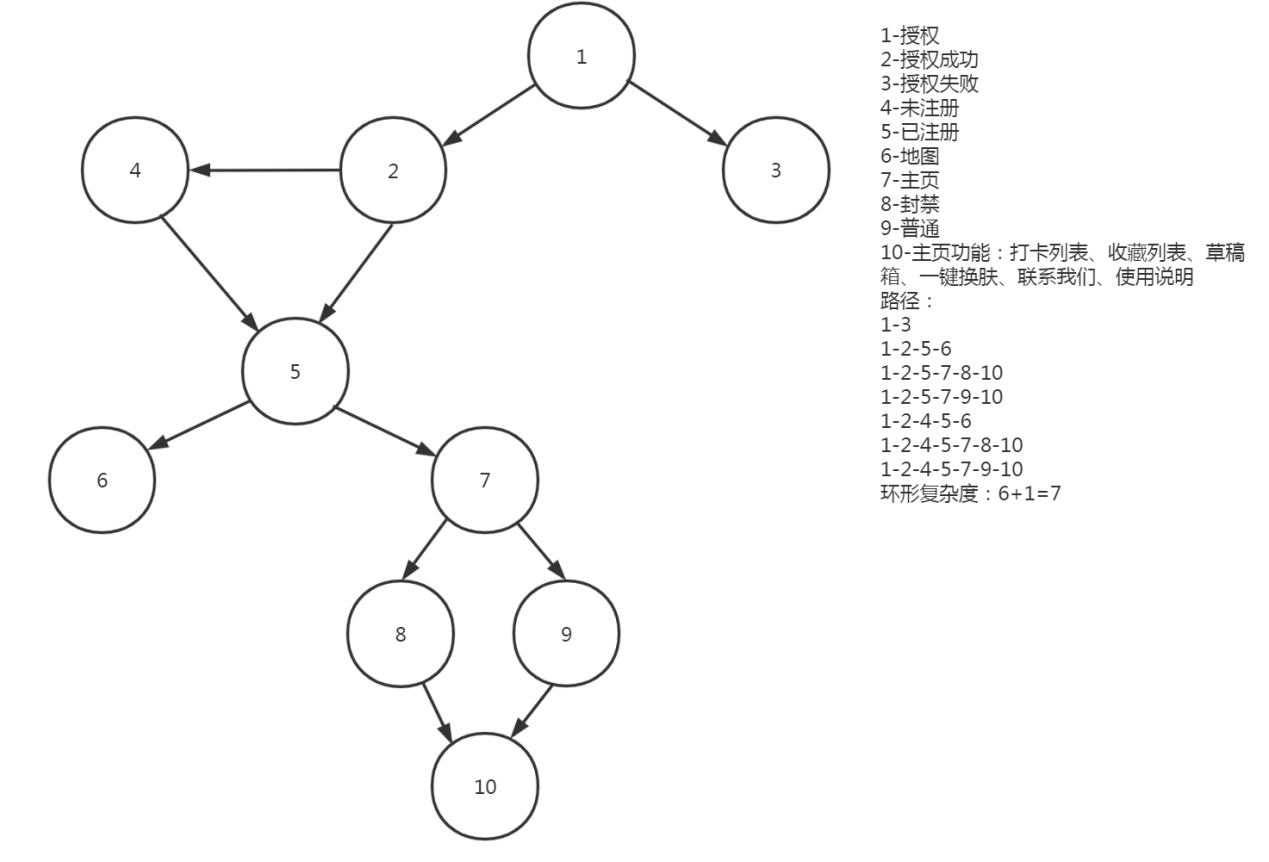 1
4
2
3
5
6
7
8
9
10
1-授权
2-授权成功
3-授权失败
4-未注册
5-已注册
6-地图
7-主页
8-封禁
9-普通
10-主页功能：打卡列表、收藏列表、草稿
箱、一键换肤、联系我们、使用说明
路径：
1-3
1-2-5-6
1-2-5-7-8-10
1-2-5-7-9-10
1-2-4-5-6
1-2-4-5-7-8-10
1-2-4-5-7-9-10
环形复杂度：6+1=7